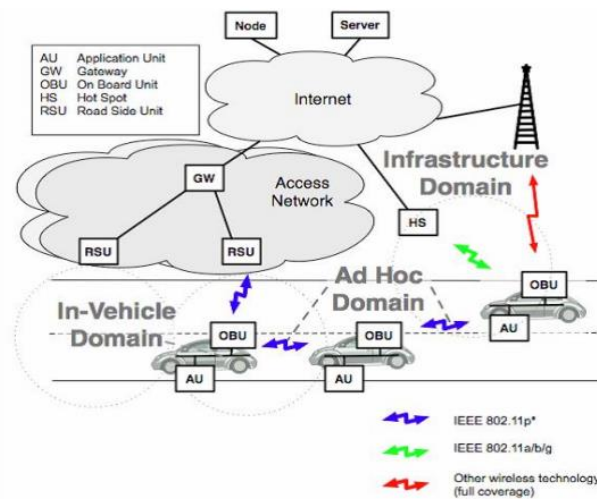 Node
Server
AU Application Unit
GW Gateway
OBU On Board Unit
HS Hot Spot
RSU Road Side Unit
Internet
Infrastructure
Domain
GW
Access
Network
HS
RSU
RSU
Ad Hoc
Domain
OBU
In-Vehicle
Domain
AU
OBU
OBU
AU
AU
IEEE 802.11p*
IEEE 802.11a/b/g
Other wireless technology
(full coverage)